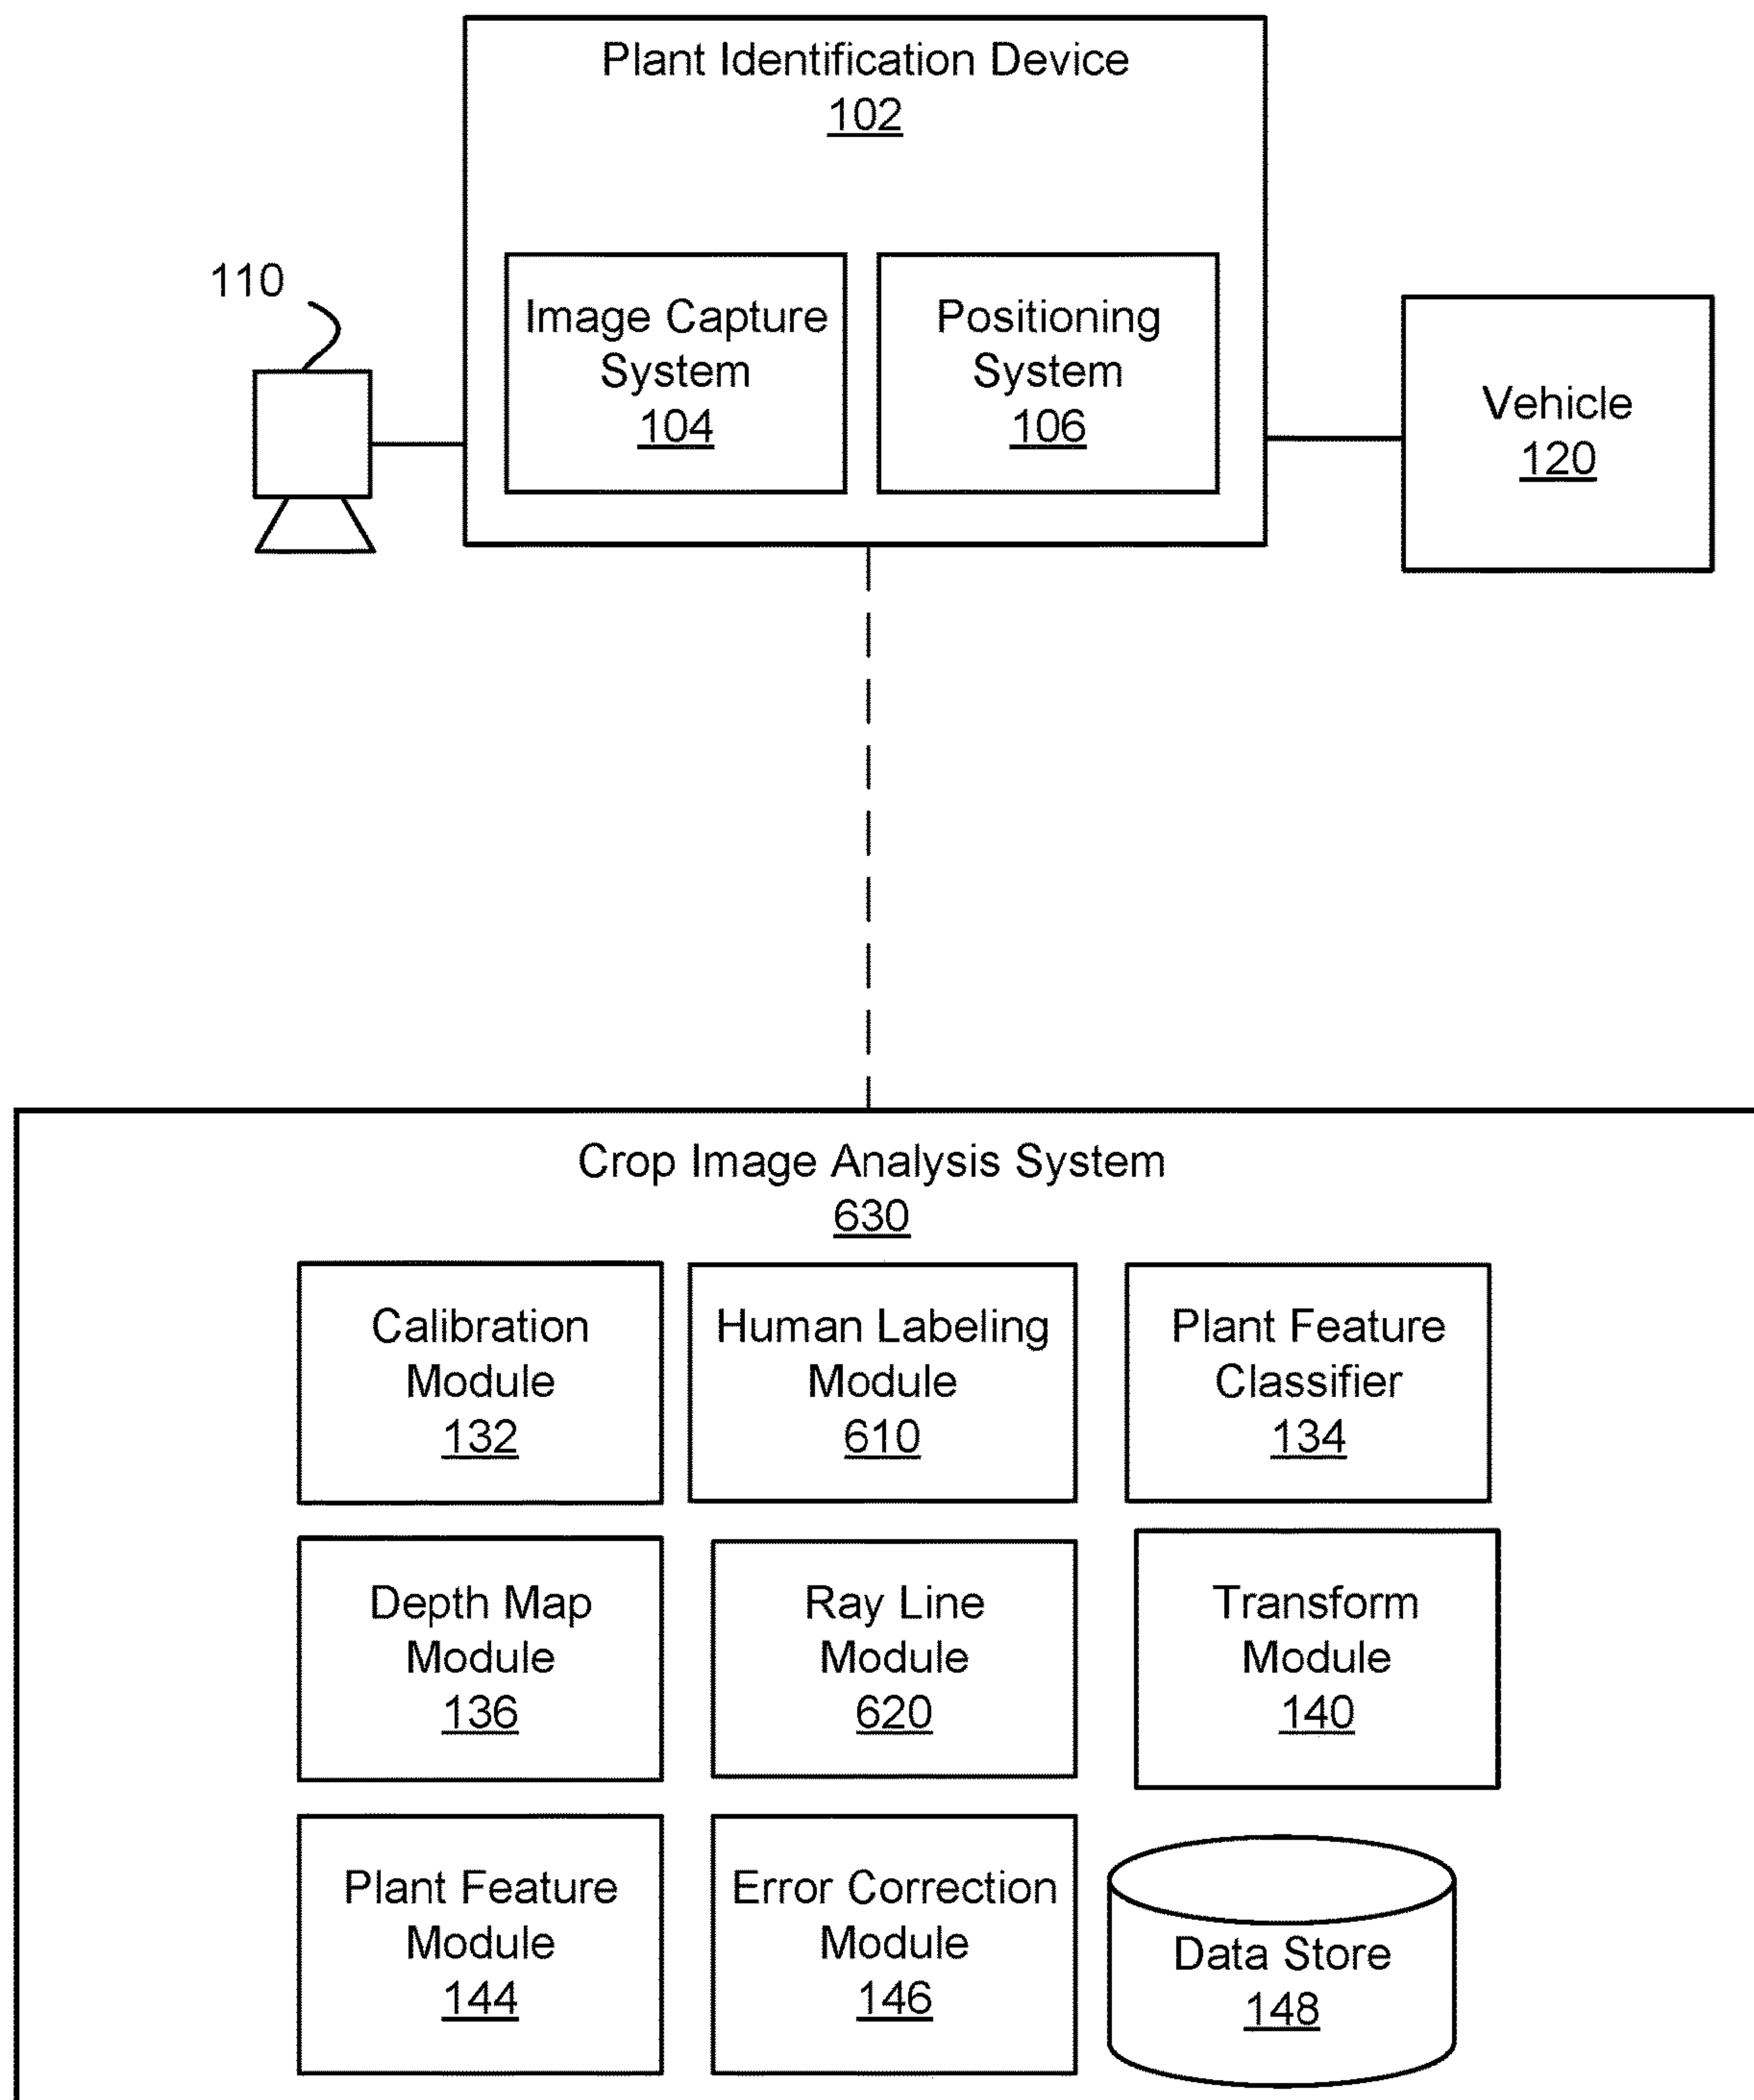 Plant Identification Device
102
110
Image Capture
System
104
Positioning
System
106
Vehicle
120
Crop Image Analysis System
630
Calibration
Module
132
Human Labeling
Module
610
Plant Feature
Classifier
134
Depth Map
Module
136
Ray Line
Module
620
Transform
Module
140
Plant Feature
Module
144
Error Correction
Module
146
Data Store
148